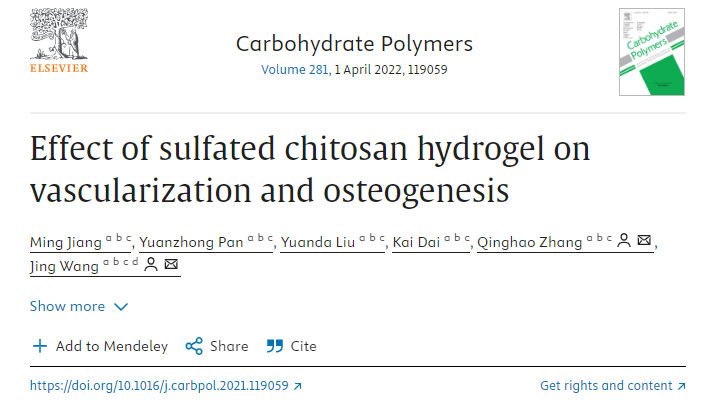 ELSEVIER
Carbohydrate Polymers
Volume 281, 1 April 2022, 119059
Carbohydrate
Polymers
Effect of sulfated chitosan hydrogel on
vascularization and osteogenesis
Ming Jiang a b c, Yuanzhong Pan a b c, Yuanda Liu a b c, Kai Dai a b c, Qinghao Zhang a b c,
Jing Wang a b c d
Show more
Add to Mendeley Share Cite
https://doi.org/10.1016/j.carbpol.2021.119059 Get rights and content